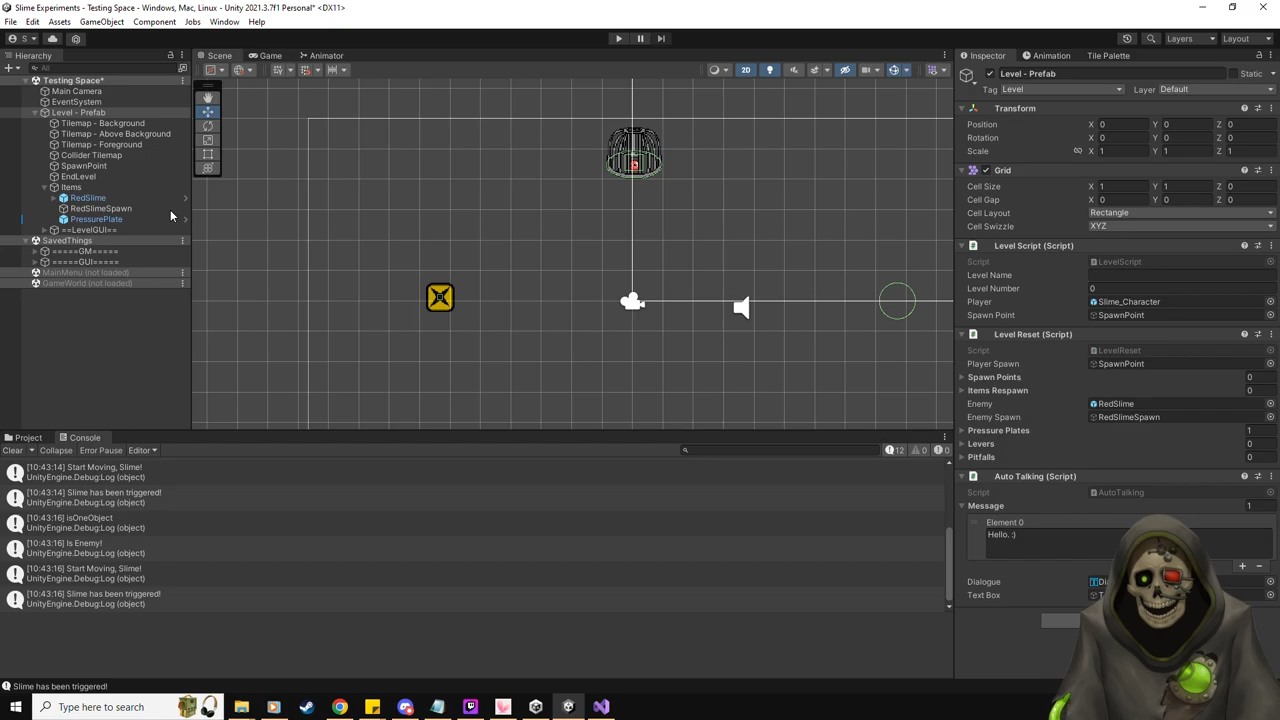 Slime Experiments - Testing Space - Windows, Mac, Linux - Unity 2021.3.7f1 Personal* <DX11>
File Edit Assets GameObject Component Jobs Window Help
S Layers Layout
Hierarchy Scene Game Animator Inspector Animation Tile Palette
All 2D
Testing Space*
Main Camera
EventSystem
Level - Prefab
Tilemap - Background
Tilemap - Above Background
Tilemap - Foreground
Collider Tilemap
SpawnPoint
EndLevel
Items
RedSlime
RedSlimeSpawn
PressurePlate
==LevelGUI==
SavedThings
=====GM=====
=====GUI=====
MainMenu (not loaded)
GameWorld (not loaded)
Level - Prefab Static
Tag Level Layer Default
Transform
Position X 0 Y 0 Z 0
Rotation X 0 Y 0 Z 0
Scale X 1 Y 1 Z 1
Grid
Cell Size X 1 Y 1 Z 0
Cell Gap X 0 Y 0 Z 0
Cell Layout Rectangle
Cell Swizzle XYZ
Level Script (Script)
Script LevelScript
Level Name
Level Number 0
Player Slime_Character
Spawn Point SpawnPoint
Level Reset (Script)
Script LevelReset
Player Spawn SpawnPoint
Spawn Points 0
Items Respawn 0
Enemy RedSlime
Enemy Spawn RedSlimeSpawn
Pressure Plates 1
Levers 0
Pitfalls 0
Auto Talking (Script)
Script AutoTalking
Message 1
Element 0
Hello. :)
Dialogue
Text Box
Project Console
Clear Collapse Error Pause Editor 12 0 0
[10:43:14] Start Moving, Slime!
UnityEngine.Debug:Log (object)
[10:43:14] Slime has been triggered!
UnityEngine.Debug:Log (object)
[10:43:16] isOneObject
UnityEngine.Debug:Log (object)
[10:43:16] Is Enemy!
UnityEngine.Debug:Log (object)
[10:43:16] Start Moving, Slime!
UnityEngine.Debug:Log (object)
[10:43:16] Slime has been triggered!
UnityEngine.Debug:Log (object)
Slime has been triggered!
Type here to search